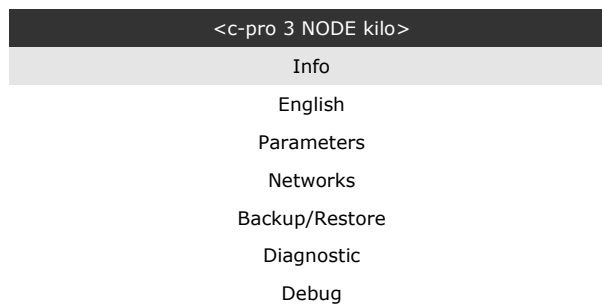 <c-pro 3 NODE kilo>
Info
English
Parameters
Networks
Backup/Restore
Diagnostic
Debug